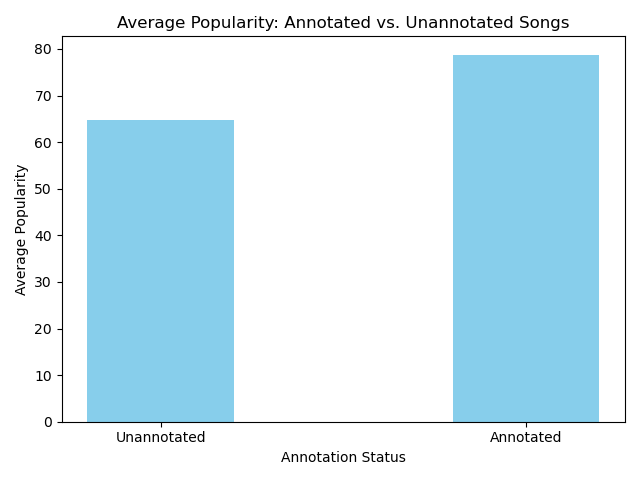 Average Popularity: Annotated vs. Unannotated Songs
Average Popularity
80
70
60
50
40
30
20
10
0
Unannotated
Annotated
Annotation Status